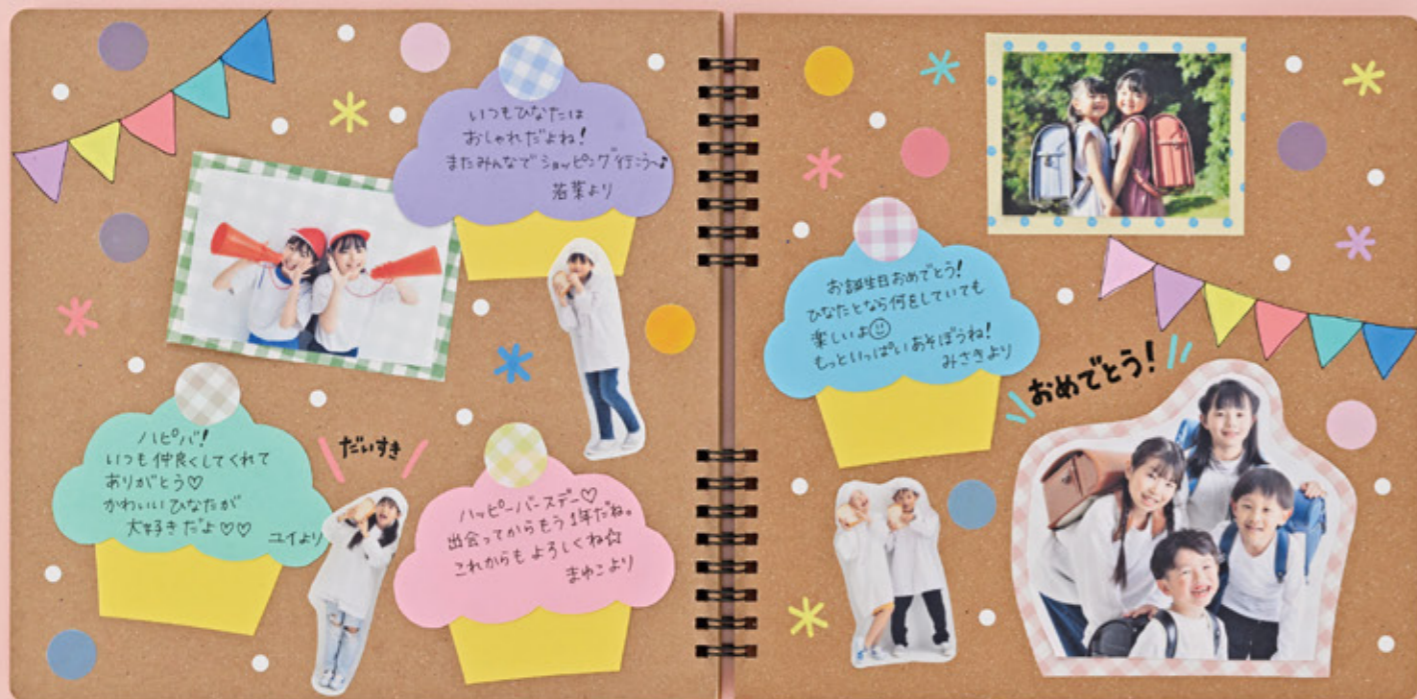 いつもひなたは
おしゃれだよね!
またみんなでショッピング行こう〜♪
若葉より
ハピバ!
いつも仲良くしてくれて
ありがとう♡
かわいいひなたが
大好きだよ♡♡
ユイより
だいすき
ハッピーバースデー♡
出会ってからもう1年だね。
これからもよろしくね☆
まゆこより
お誕生日おめでとう!
ひなたとなら何をしていても
楽しいよ☺
もっといっぱいあそぼうね!
みさきより
おめでとう!